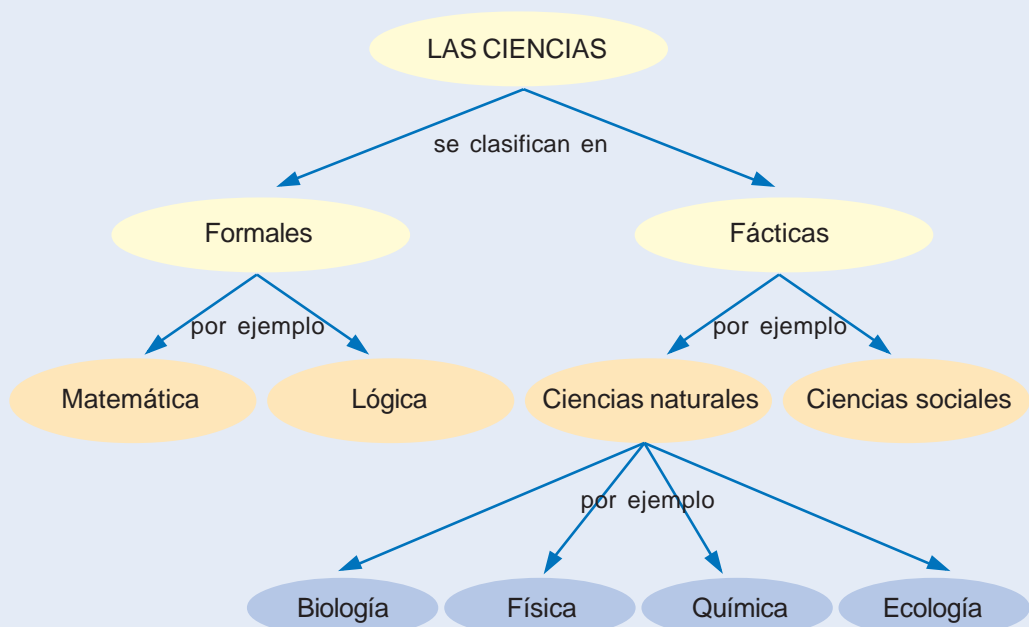 LAS CIENCIAS
se clasifican en
Formales
Fácticas
por ejemplo
por ejemplo
Matemática
Lógica
Ciencias naturales
Ciencias sociales
por ejemplo
Biología
Física
Química
Ecología